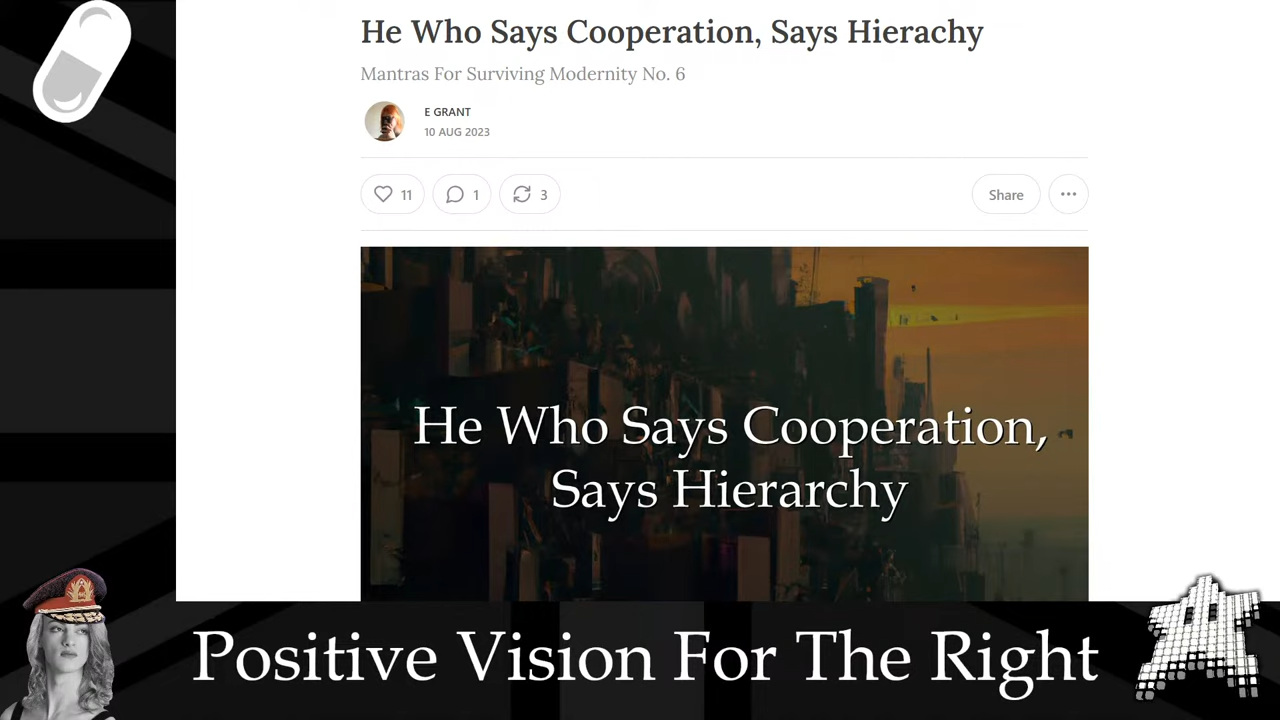 He Who Says Cooperation, Says Hierachy
Mantras For Surviving Modernity No. 6
E GRANT
10 AUG 2023
11
1
3
Share
He Who Says Cooperation,
Says Hierarchy
Positive Vision For The Right